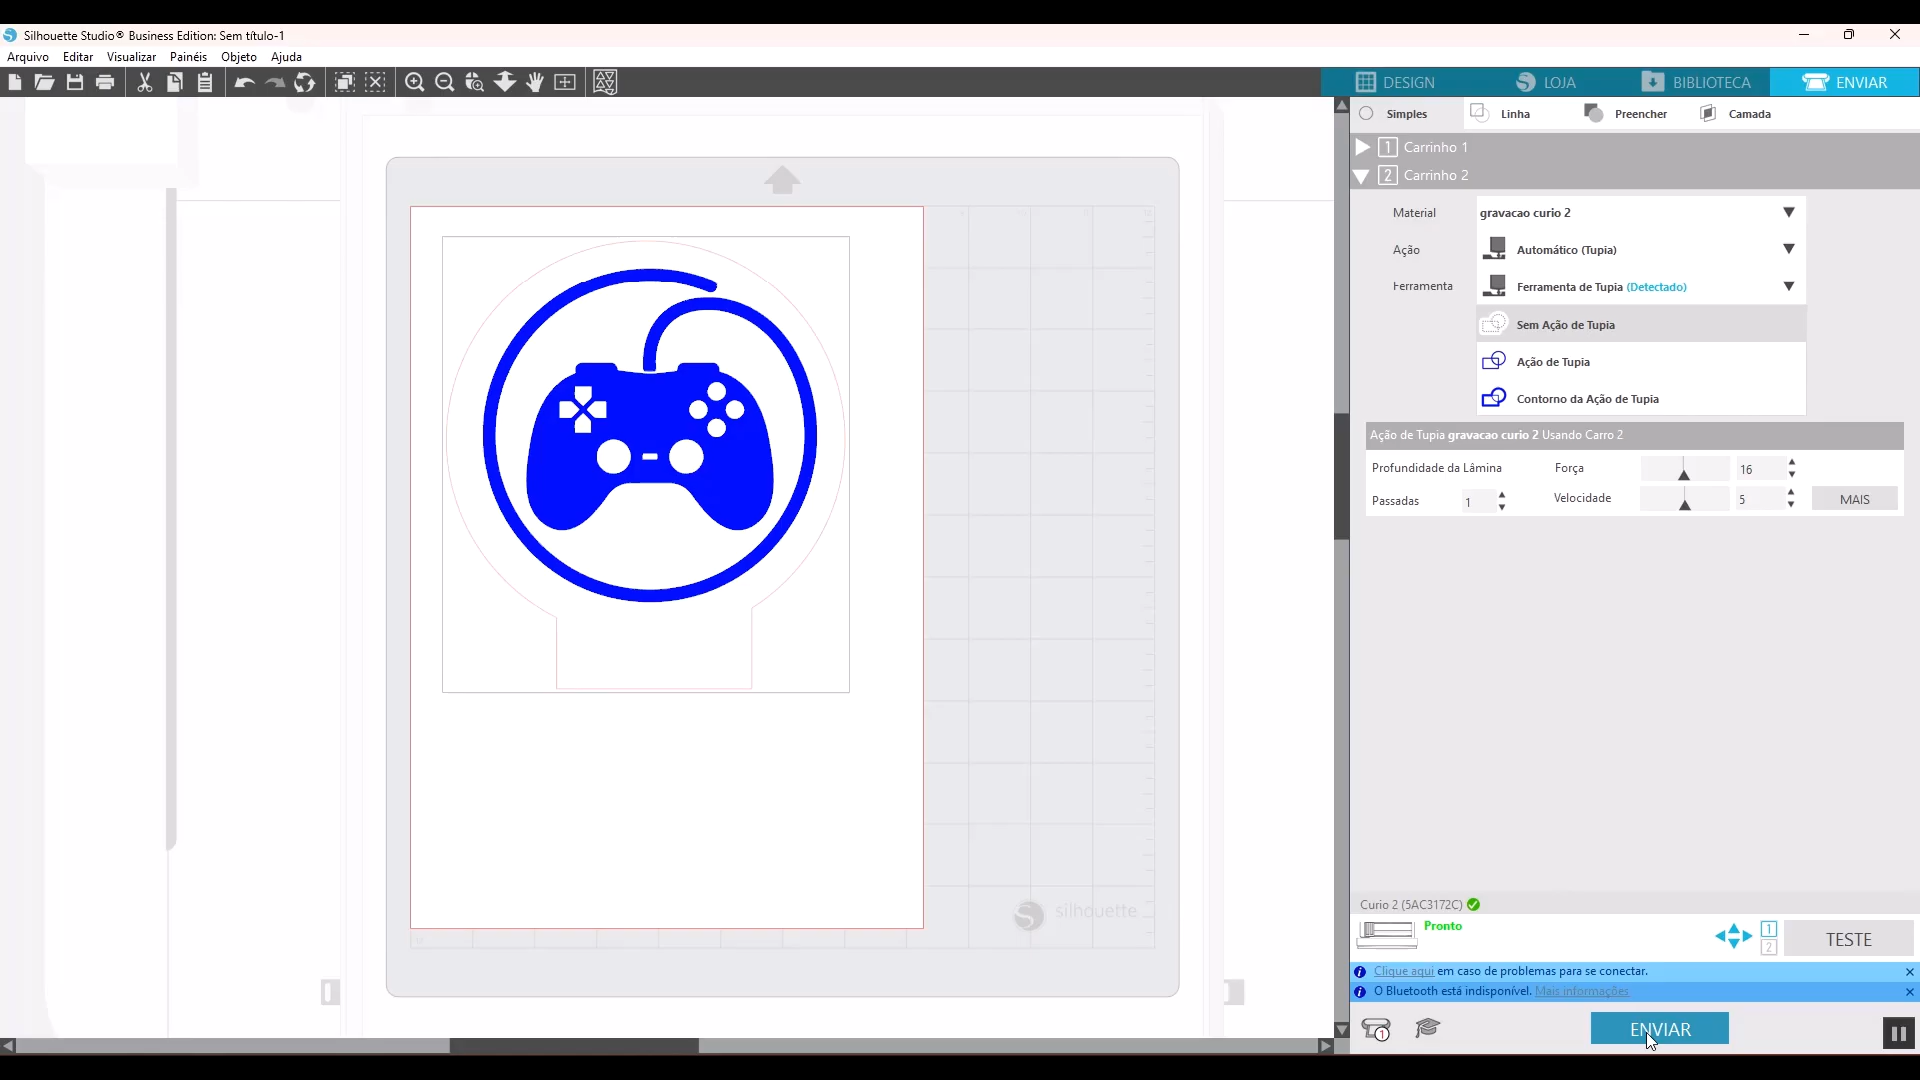 Silhouette Studio® Business Edition: Sem título-1
Arquivo Editar Visualizar Painéis Objeto Ajuda
DESIGN LOJA BIBLIOTECA ENVIAR
Simples Linha Preencher Camada
1 Carrinho 1
2 Carrinho 2
Material gravacao curio 2
Ação Automático (Tupia)
Ferramenta Ferramenta de Tupia (Detectado)
Sem Ação de Tupia
Ação de Tupia
Contorno da Ação de Tupia
Ação de Tupia gravacao curio 2 Usando Carro 2
Profundidade da Lâmina Força 16
Passadas 1 Velocidade 5 MAIS
silhouette
Curio 2 (5AC3172C)
Pronto
1
2
TESTE
Clique aqui em caso de problemas para se conectar.
O Bluetooth está indisponível. Mais informações
1
ENVIAR